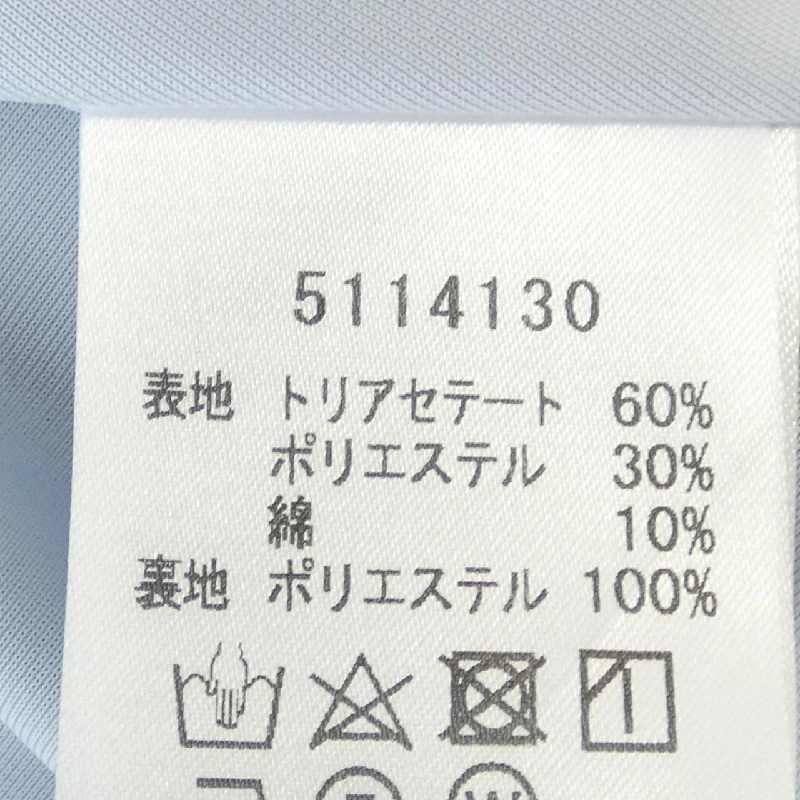 5114130
表地 トリアセテート 60%
ポリエステル 30%
綿 10%
裏地 ポリエステル 100%